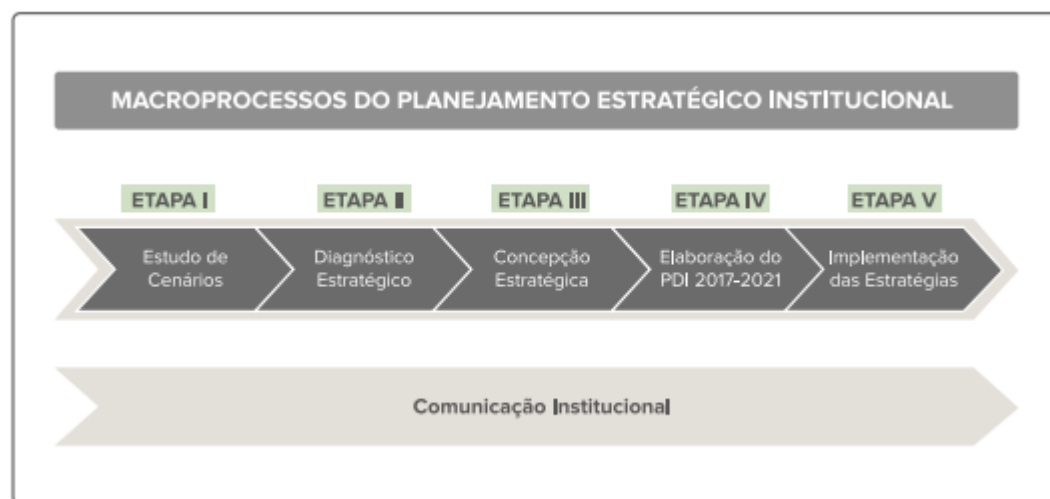 MACROPROCESSOS DO PLANEJAMENTO ESTRATÉGICO INSTITUCIONAL
ETAPA I
Estudo de
Cenários
ETAPA II
Diagnóstico
Estratégico
ETAPA III
Concepção
Estratégica
ETAPA IV
Elaboração do
PDI 2017-2021
ETAPA V
Implementação
das Estratégias
Comunicação Institucional